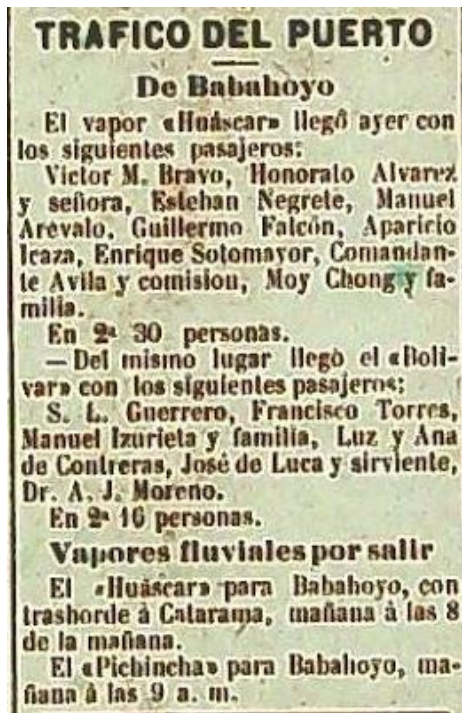 TRAFICO DEL PUERTO
De Babahoyo
El vapor «Huáscar» llegó ayer con
los siguientes pasajeros:
Victor M. Bravo, Honorato Alvarez
y señora, Esteban Negrete, Manuel
Arévalo, Guillermo Falcón, Aparicio
Icaza, Enrique Sotomayor, Comandan-
te Avila y comision, Moy Chong y fa-
milia.
En 2ª 30 personas.
—Del mismo lugar llegò el «Boli-
var» con los siguientes pasajeros:
S. L. Guerrero, Francisco Torres,
Manuel Izurieta y familia, Luz y Ana
de Contreras, José de Luca y sirviente,
Dr. A. J. Moreno.
En 2ª 16 personas.
Vapores fluviales por salir
El «Huáscar» para Babahoyo, con
trasborde à Catarama, mañana à las 8
de la mañana.
El «Pichincha» para Babahoyo, ma-
ñana à las 9 a. m.